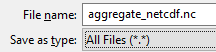 File name: aggregate_netcdf.nc
Save as type: All Files (*.*)